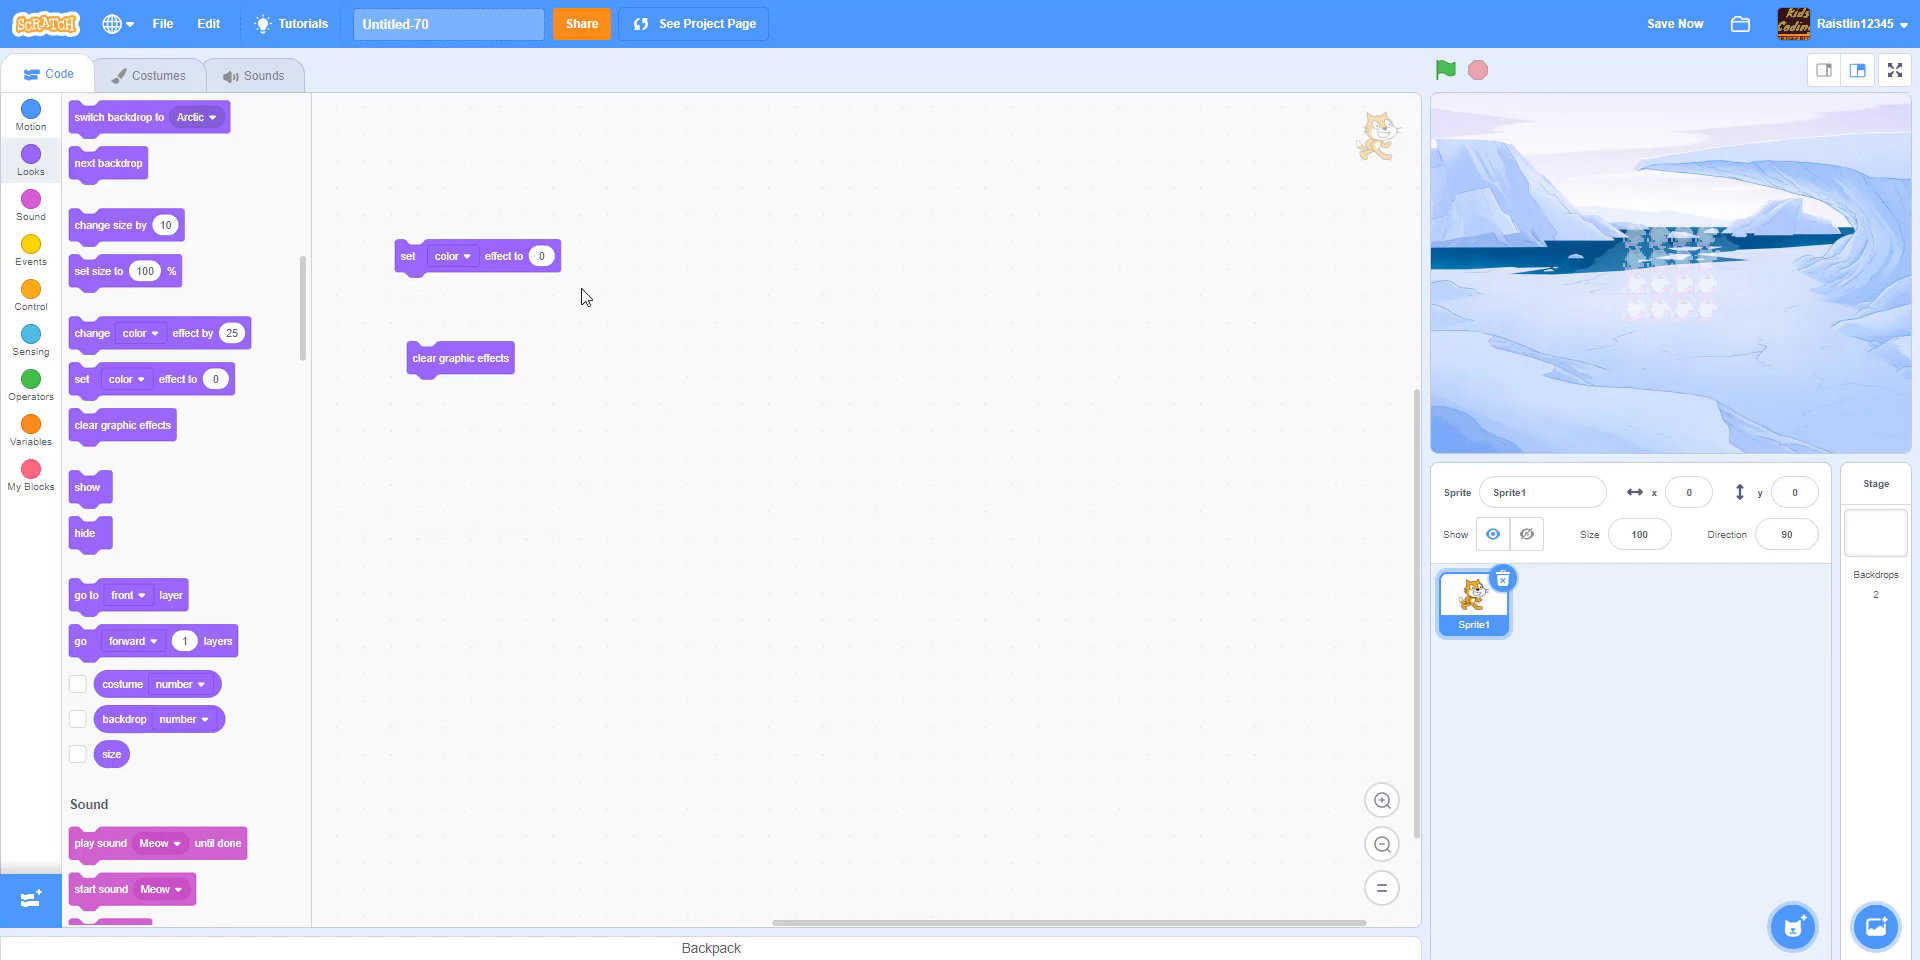 SCRATCH
File
Edit
Tutorials
Untitled-70
Share
See Project Page
Save Now
Raistlin12345
Code
Costumes
Sounds
Motion
Looks
Sound
Events
Control
Sensing
Operators
Variables
My Blocks
switch backdrop to Arctic
next backdrop
change size by 10
set size to 100 %
change color effect by 25
set color effect to 0
clear graphic effects
show
hide
go to front layer
go forward 1 layers
costume number
backdrop number
size
Sound
play sound Meow until done
start sound Meow
set color effect to 0
clear graphic effects
Backpack
Sprite Sprite1 x 0 y 0
Show Size 100 Direction 90
Sprite1
Stage
Backdrops
2